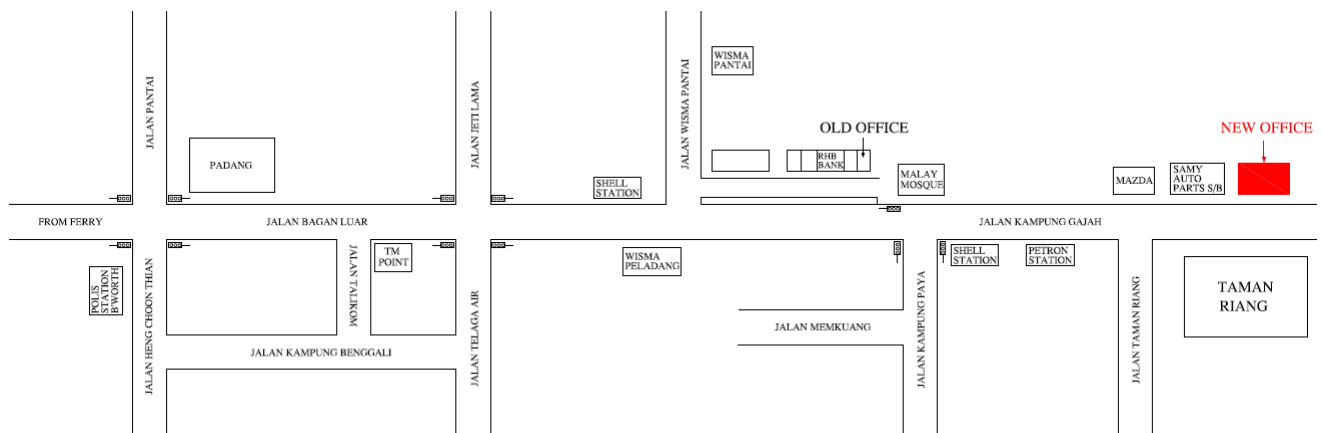 JALAN PANTAI
JALAN JETI LAMA
JALAN WISMA PANTAI
WISMA
PANTAI
OLD OFFICE
NEW OFFICE
PADANG
SHELL
STATION
RHB
BANK
MALAY
MOSQUE
MAZDA
SAMY
AUTO
PARTS S/B
FROM FERRY
JALAN BAGAN LUAR
JALAN KAMPUNG GAJAH
POLIS
STATION
B'WORTH
JALAN HENG CHOON THIAN
JALAN TALIKOM
TM
POINT
JALAN TELAGA AIR
WISMA
PELADANG
SHELL
STATION
PETRON
STATION
TAMAN
RIANG
JALAN KAMPUNG BENGGALI
JALAN MEMKUANG
JALAN KAMPUNG PAYA
JALAN TAMAN RIANG